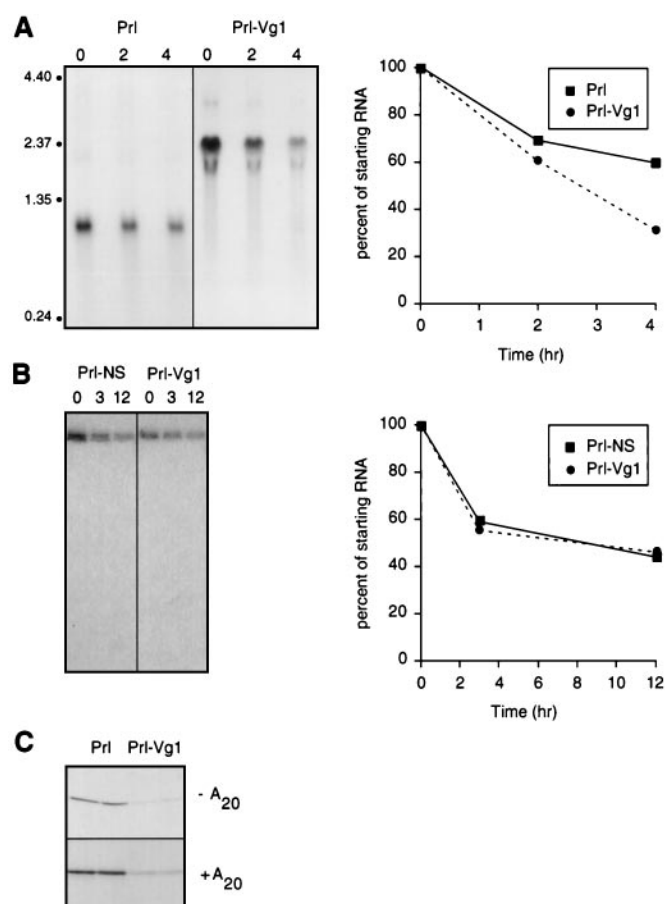 A
Prl Prl-Vg1
0 2 4 0 2 4
4.40
2.37
1.35
0.24
percent of starting RNA
100
80
60
40
20
0
0 1 2 3 4
Time (hr)
Prl
Prl-Vg1
B
Prl-NS Prl-Vg1
0 3 12 0 3 12
percent of starting RNA
100
80
60
40
20
0
0 2 4 6 8 10 12
Time (hr)
Prl-NS
Prl-Vg1
C
Prl Prl-Vg1
- A20
+ A20